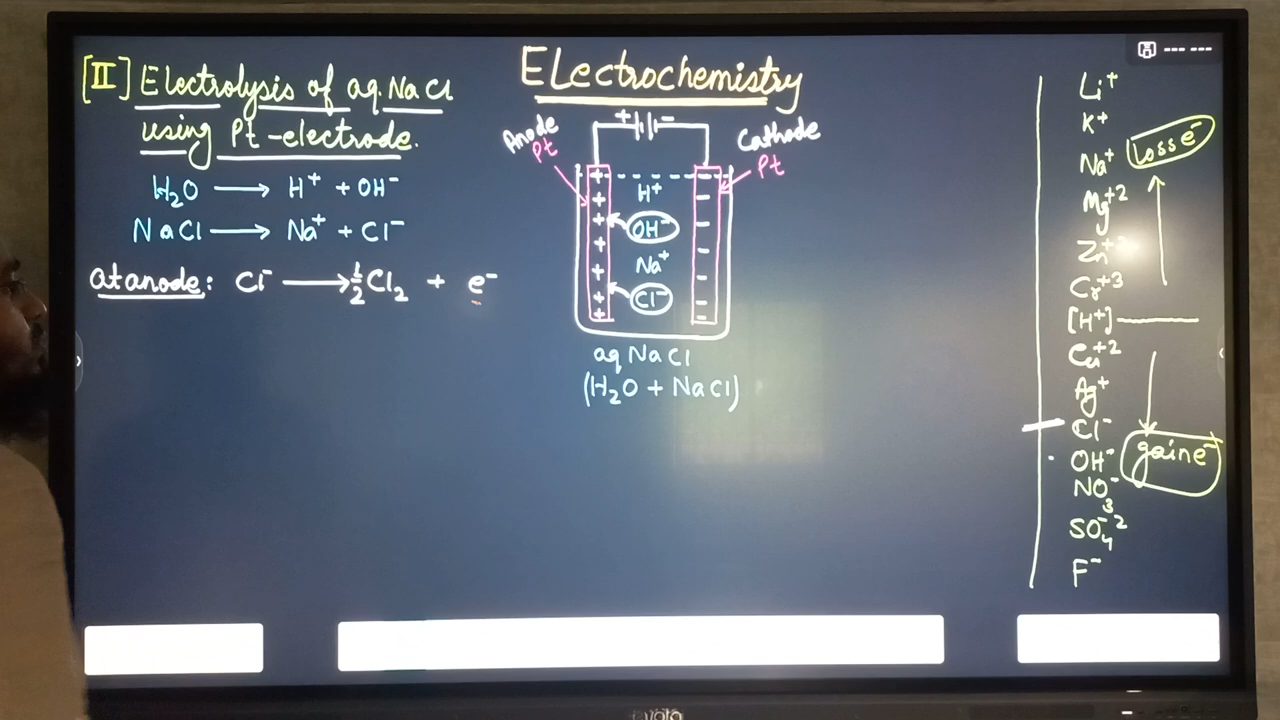 [II] Electrolysis of aq. NaCl
using Pt-electrode.
H₂O ⟶ H⁺ + OH⁻
NaCl ⟶ Na⁺ + Cl⁻
at anode: Cl⁻ ⟶ ½Cl₂ + e⁻
Electrochemistry
+ −
Anode
Pt
Cathode
Pt
H⁺
OH⁻
Na⁺
Cl⁻
aq NaCl
(H₂O + NaCl)
Li⁺
K⁺
Na⁺
Mg⁺²
Zn⁺²
Cr⁺³
[H⁺]
Cu⁺²
Ag⁺
Cl⁻
OH⁻
NO₃⁻
SO₄⁻²
F⁻
Loss e⁻
gain e⁻